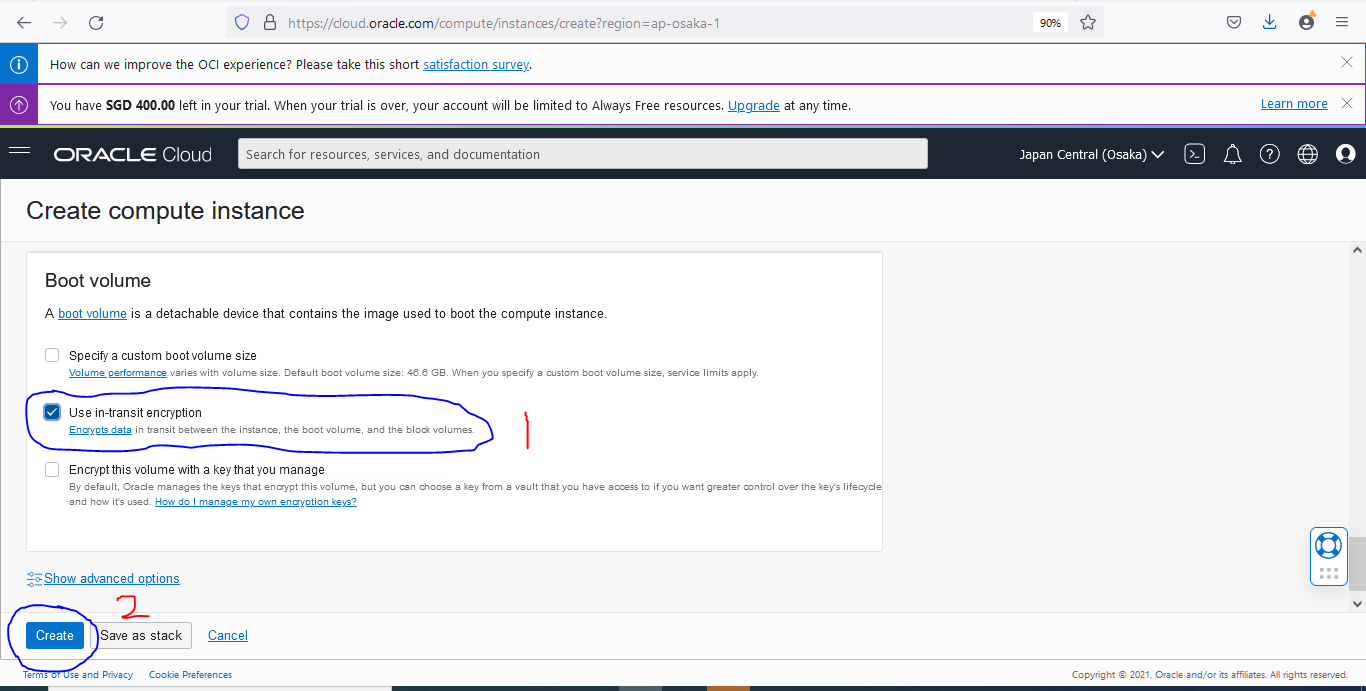 https://cloud.oracle.com/compute/instances/create?region=ap-osaka-1
90%
How can we improve the OCI experience? Please take this short satisfaction survey.
You have SGD 400.00 left in your trial. When your trial is over, your account will be limited to Always Free resources. Upgrade at any time.
Learn more
ORACLE Cloud
Search for resources, services, and documentation
Japan Central (Osaka)
Create compute instance
Boot volume
A boot volume is a detachable device that contains the image used to boot the compute instance.
Specify a custom boot volume size
Volume performance varies with volume size. Default boot volume size: 46.6 GB. When you specify a custom boot volume size, service limits apply.
Use in-transit encryption
Encrypts data in transit between the instance, the boot volume, and the block volumes.
1
Encrypt this volume with a key that you manage
By default, Oracle manages the keys that encrypt this volume, but you can choose a key from a vault that you have access to if you want greater control over the key's lifecycle
and how it's used. How do I manage my own encryption keys?
Show advanced options
2
Create
Save as stack
Cancel
Terms of Use and Privacy
Cookie Preferences
Copyright © 2021, Oracle and/or its affiliates. All rights reserved.